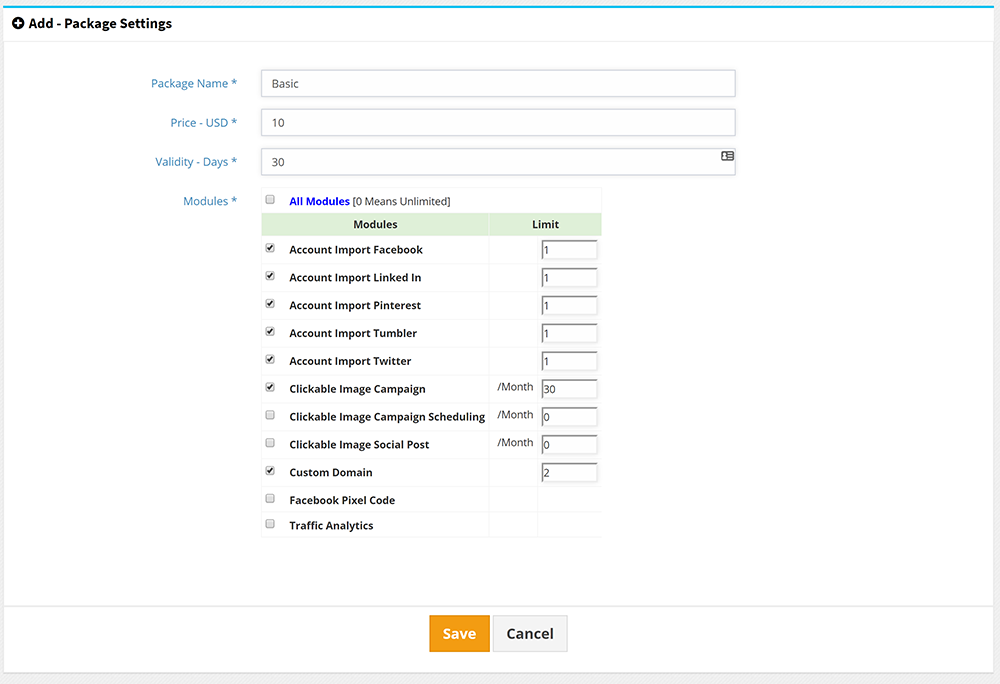 Add - Package Settings
Package Name * Basic
Price - USD * 10
Validity - Days * 30
Modules * All Modules [0 Means Unlimited]
Modules Limit
Account Import Facebook 1
Account Import Linked In 1
Account Import Pinterest 1
Account Import Tumbler 1
Account Import Twitter 1
Clickable Image Campaign /Month 30
Clickable Image Campaign Scheduling /Month 0
Clickable Image Social Post /Month 0
Custom Domain 2
Facebook Pixel Code
Traffic Analytics
Save Cancel